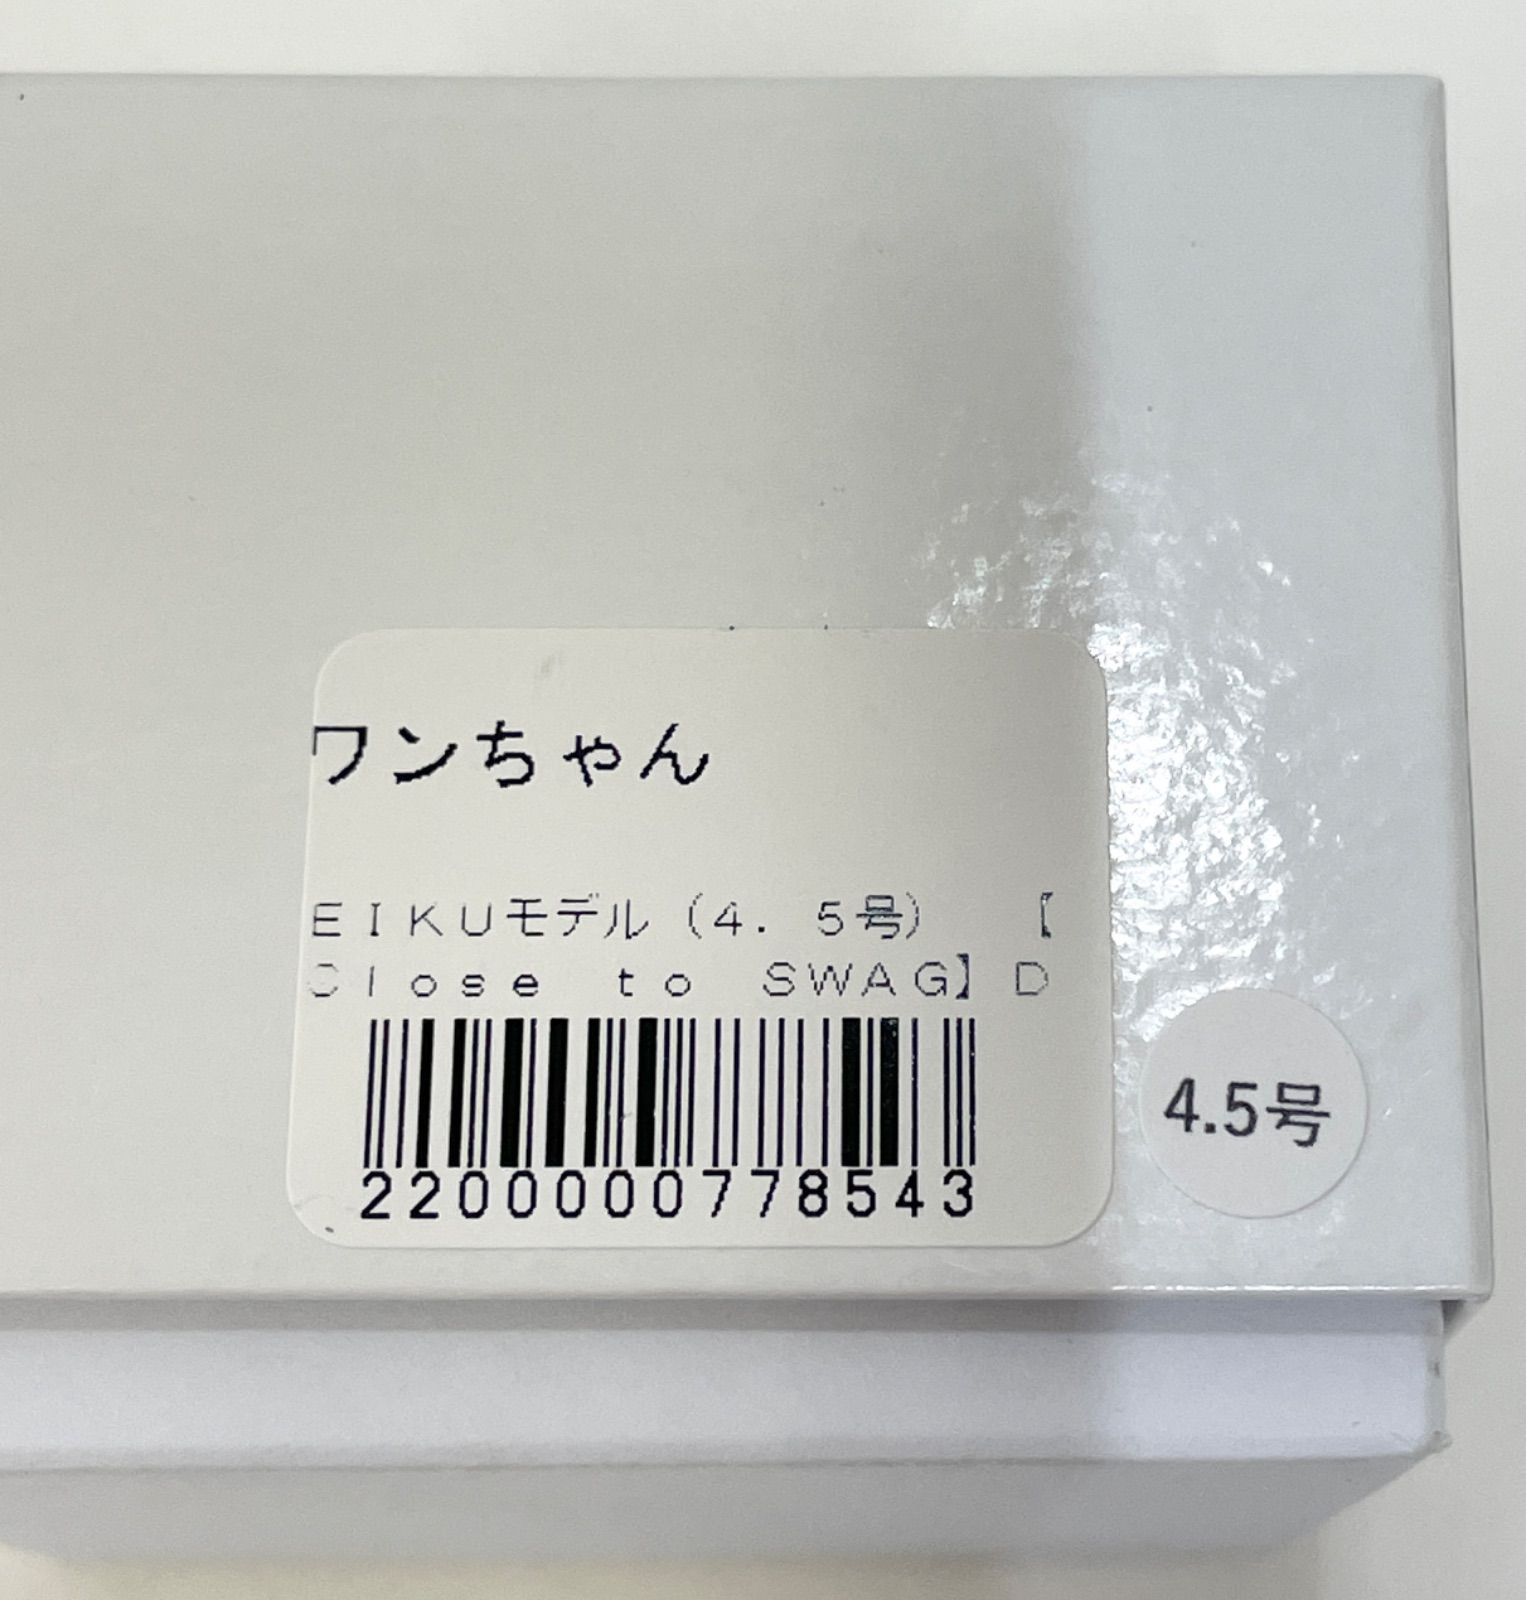 ワンちゃん
EIKUモデル(4.5号) 【
Close to SWAG】D
2200000778543
4.5号